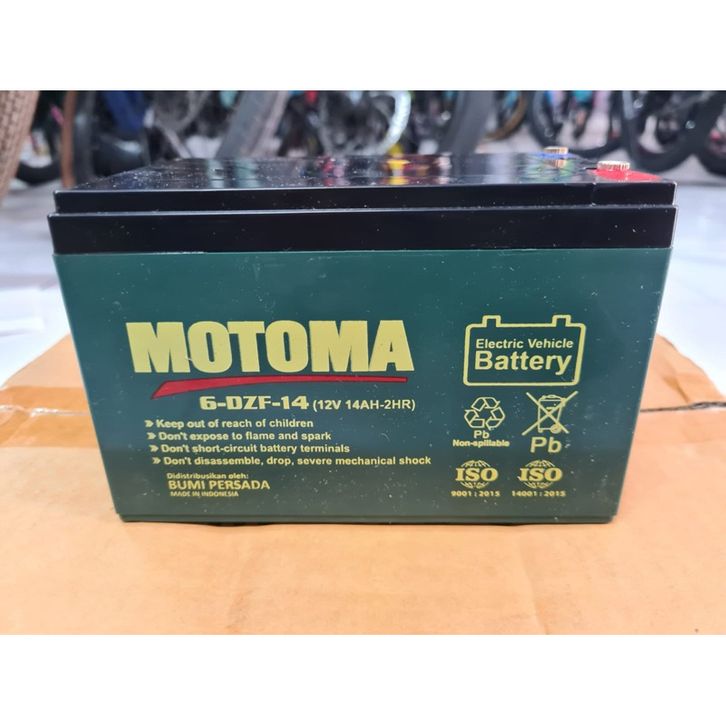 MOTOMA
6-DZF-14 (12V 14AH-2HR)
» Keep out of reach of children
» Don't expose to flame and spark
» Don't short-circuit battery terminals
» Don't disassemble, drop, severe mechanical shock
Didistribusikan oleh:
BUMI PERSADA
MADE IN INDONESIA
Electric Vehicle
Battery
Pb
Non-spillable
Pb
ISO
9001 : 2015
ISO
14001 : 2015